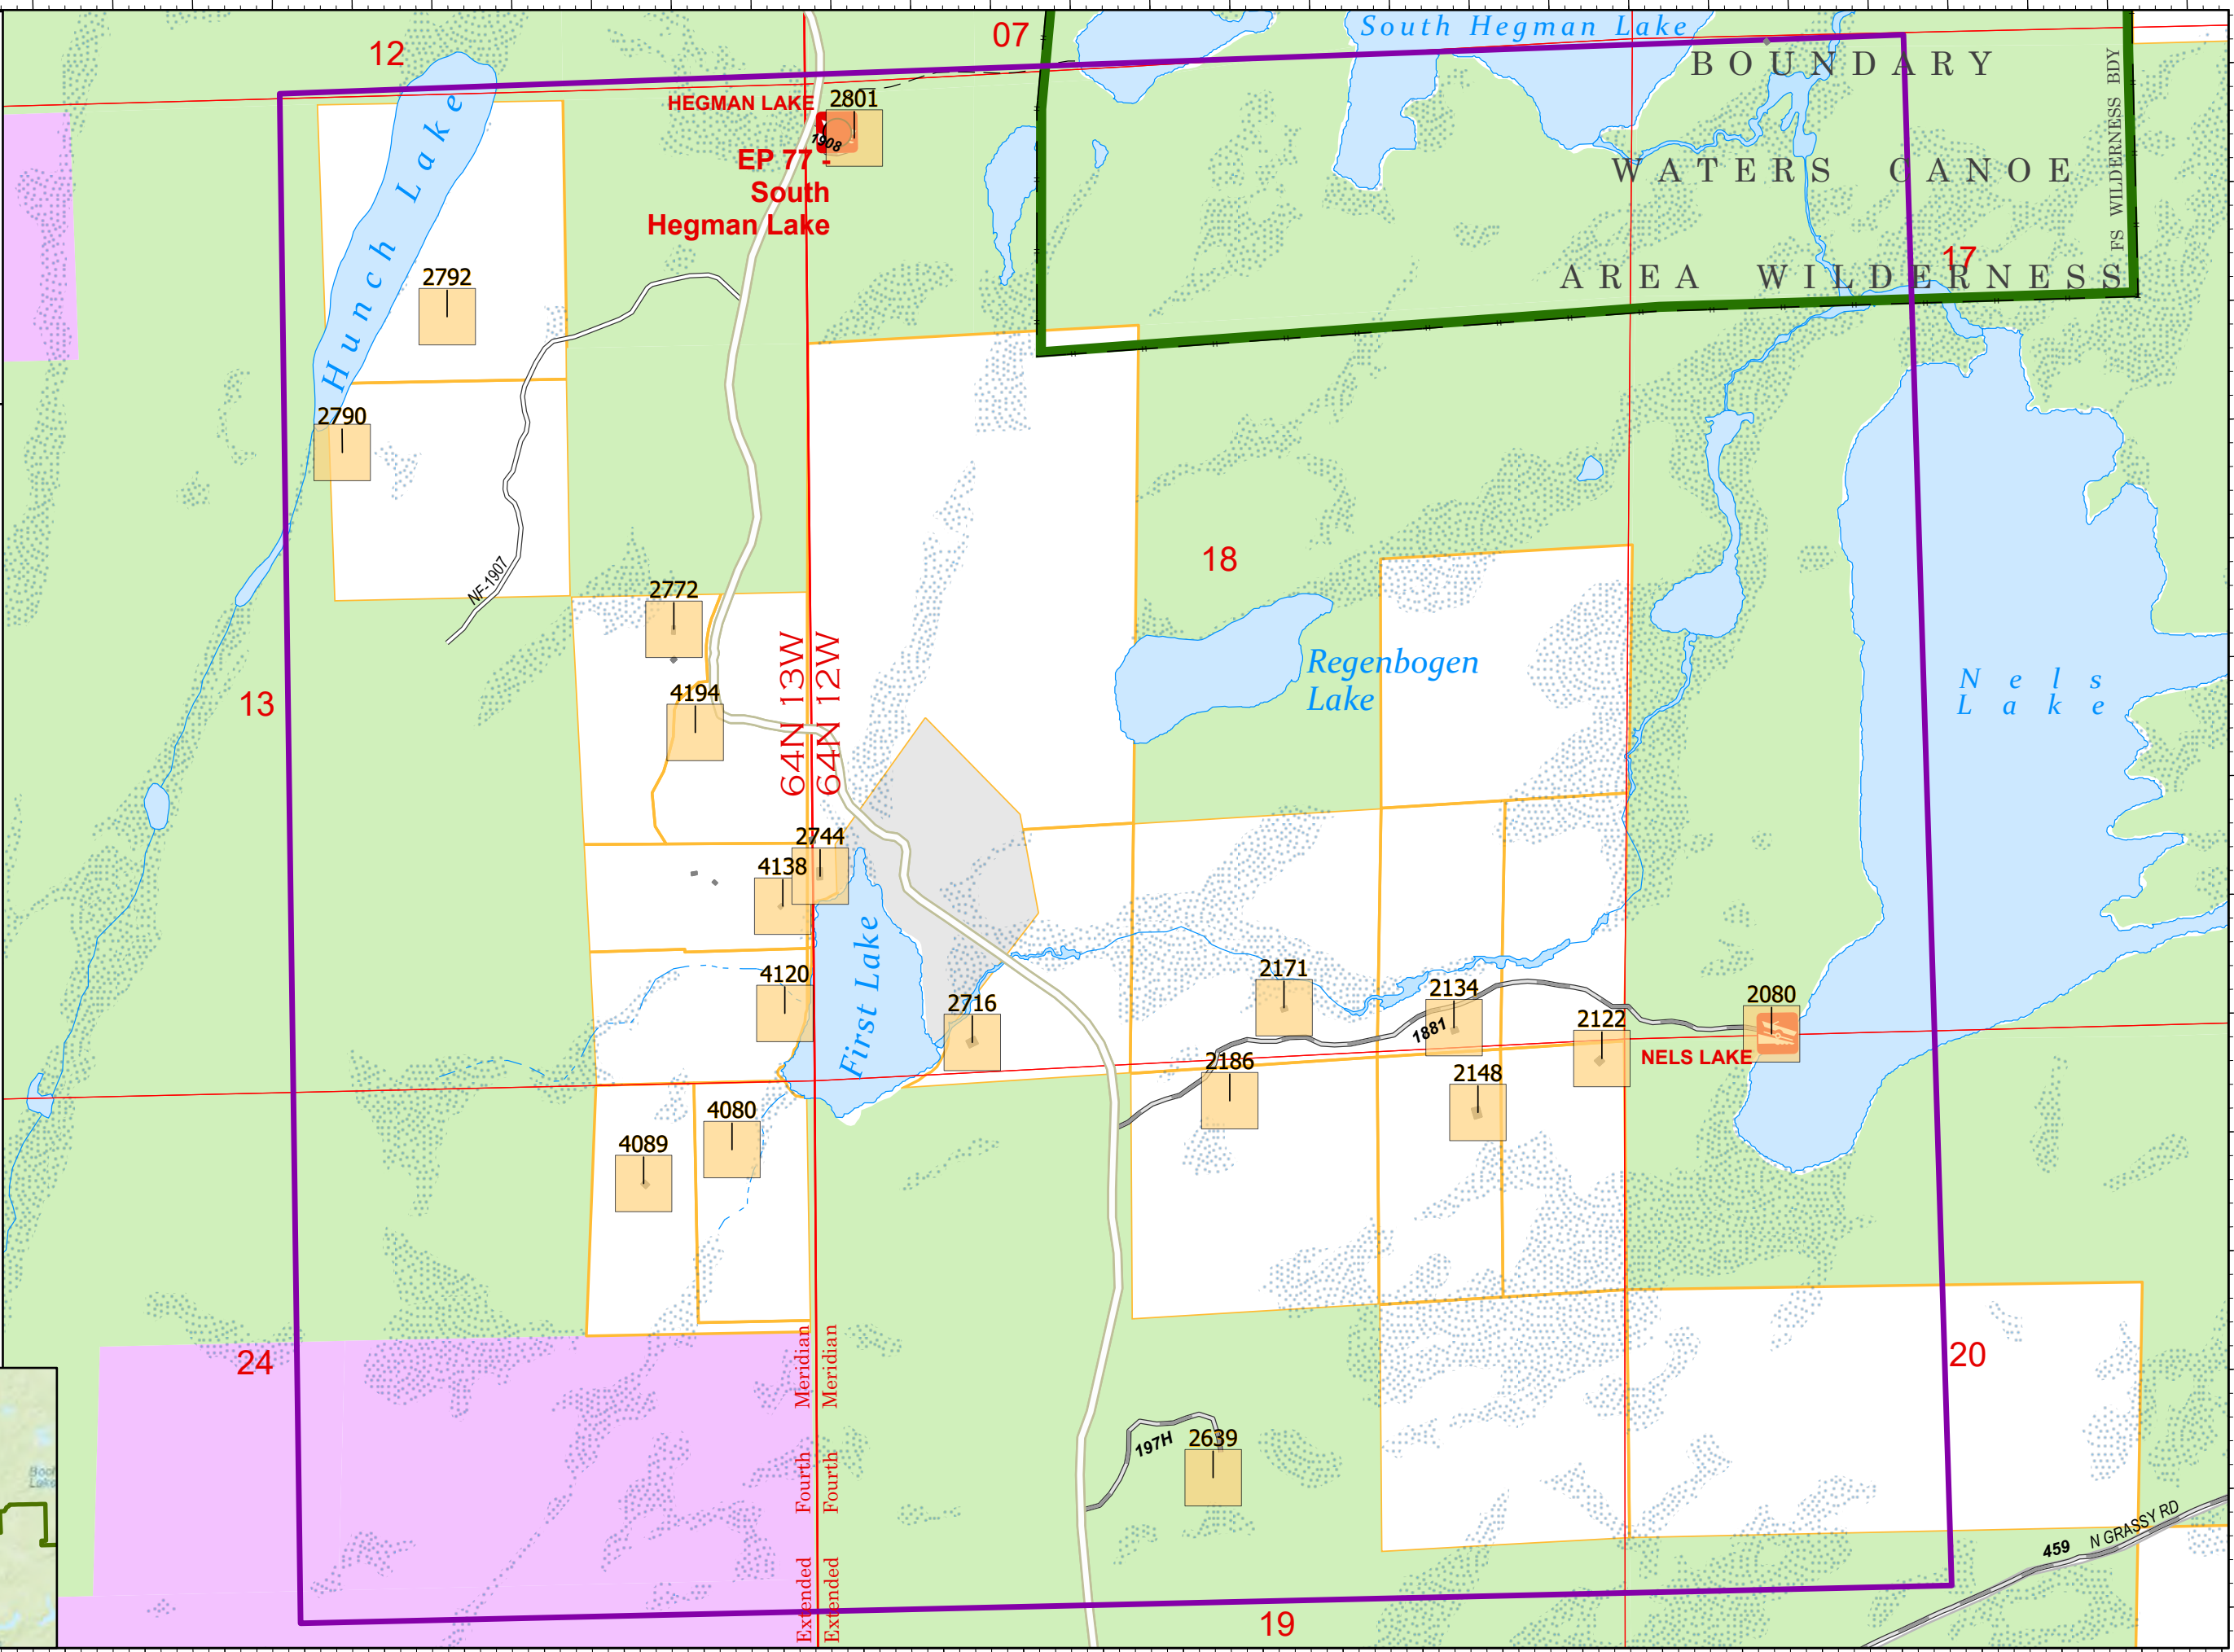 South Hegman Lake
07
12
BOUNDARY
HEGMAN LAKE
2801
1908
EP 77 -
South
Hegman Lake
WATERS CANOE
FS WILDERNESS BDY
17
AREA WILDERNESS
Hunch Lake
2792
2790
18
NF-1907
2772
64N 13W
64N 12W
Regenbogen
Lake
Nels
Lake
13
4194
2744
4138
First Lake
4120
2716
2171
2134
1881
2122
2080
NELS LAKE
2186
2148
4080
4089
24
20
Extended Fourth Meridian
Extended Fourth Meridian
2639
197H
459
N GRASSY RD
19
Lake